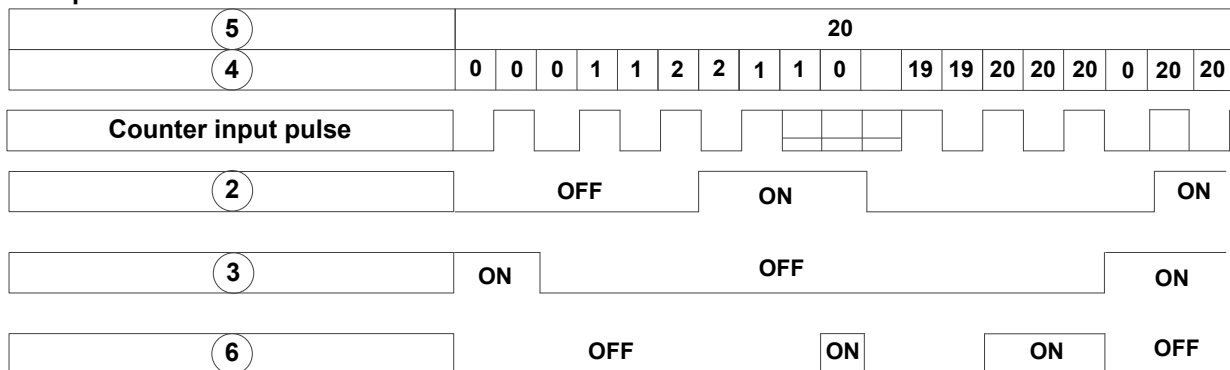 5 20
4 0 0 0 1 1 2 2 1 1 0 19 19 20 20 20 0 20 20
Counter input pulse
2 OFF ON ON
3 ON OFF ON
6 OFF ON ON OFF